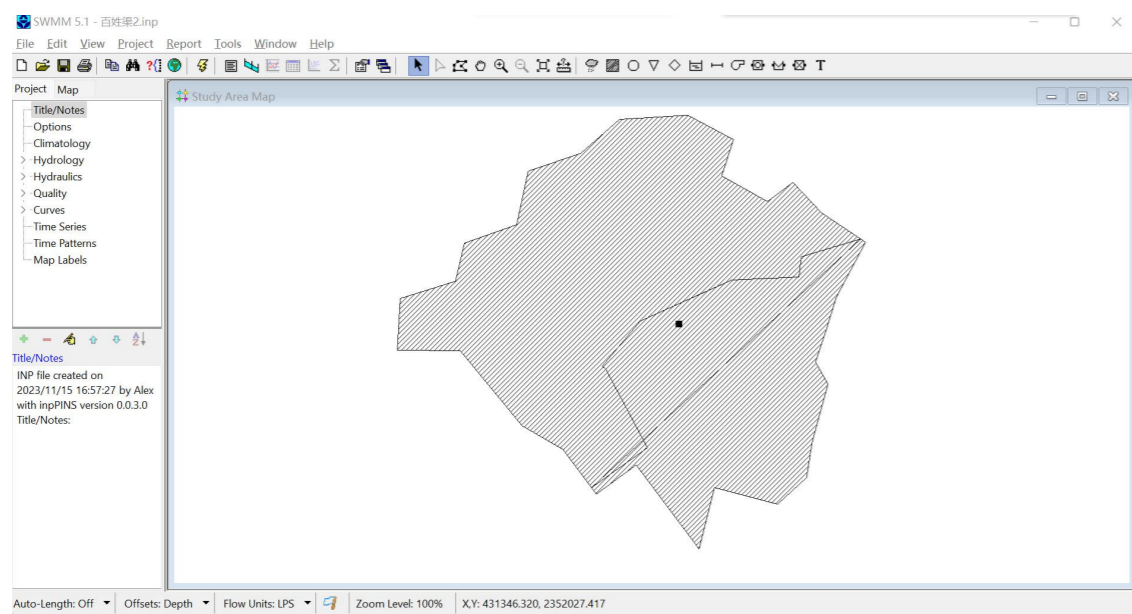 SWMM 5.1 - 百姓渠2.inp
File Edit View Project Report Tools Window Help
Project Map
Study Area Map
Title/Notes
Options
Climatology
Hydrology
Hydraulics
Quality
Curves
Time Series
Time Patterns
Map Labels
Title/Notes
INP file created on
2023/11/15 16:57:27 by Alex
with inpPINS version 0.0.3.0
Title/Notes:
Auto-Length: Off Offsets: Depth Flow Units: LPS Zoom Level: 100% X,Y: 431346.320, 2352027.417